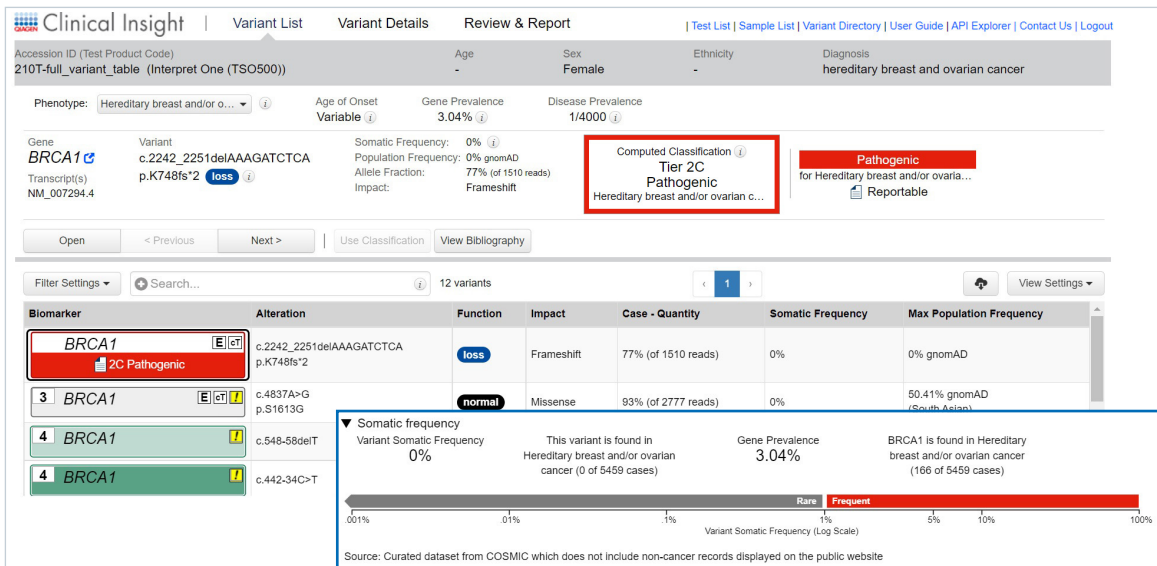 QIAGEN Clinical Insight | Variant List Variant Details Review & Report | Test List | Sample List | Variant Directory | User Guide | API Explorer | Contact Us | Logout
Accession ID (Test Product Code) Age Sex Ethnicity Diagnosis
210T-full_variant_table (Interpret One (TSO500)) - Female - hereditary breast and ovarian cancer
Phenotype: Hereditary breast and/or o... Age of Onset Gene Prevalence Disease Prevalence
Variable 3.04% 1/4000
Gene Variant Somatic Frequency: 0% Computed Classification
BRCA1 c.2242_2251delAAAGATCTCA Population Frequency: 0% gnomAD Tier 2C Pathogenic
Transcript(s) p.K748fs*2 loss Allele Fraction: 77% (of 1510 reads) Pathogenic for Hereditary breast and/or ovaria...
NM_007294.4 Impact: Frameshift Hereditary breast and/or ovarian c... Reportable
Open < Previous Next > | Use Classification View Bibliography
Filter Settings Search... 12 variants ‹ 1 › View Settings
Biomarker Alteration Function Impact Case - Quantity Somatic Frequency Max Population Frequency
BRCA1 E cT c.2242_2251delAAAGATCTCA loss Frameshift 77% (of 1510 reads) 0% 0% gnomAD
2C Pathogenic p.K748fs*2
3 BRCA1 E cT ! c.4837A>G normal Missense 93% (of 2777 reads) 0% 50.41% gnomAD
p.S1613G (South Asian)
4 BRCA1 ! c.548-58delT
4 BRCA1 ! c.442-34C>T
Somatic frequency
Variant Somatic Frequency This variant is found in Gene Prevalence BRCA1 is found in Hereditary
0% Hereditary breast and/or ovarian 3.04% breast and/or ovarian cancer
cancer (0 of 5459 cases) (166 of 5459 cases)
Rare Frequent
.001% .01% .1% 1% 5% 10% 100%
Variant Somatic Frequency (Log Scale)
Source: Curated dataset from COSMIC which does not include non-cancer records displayed on the public website